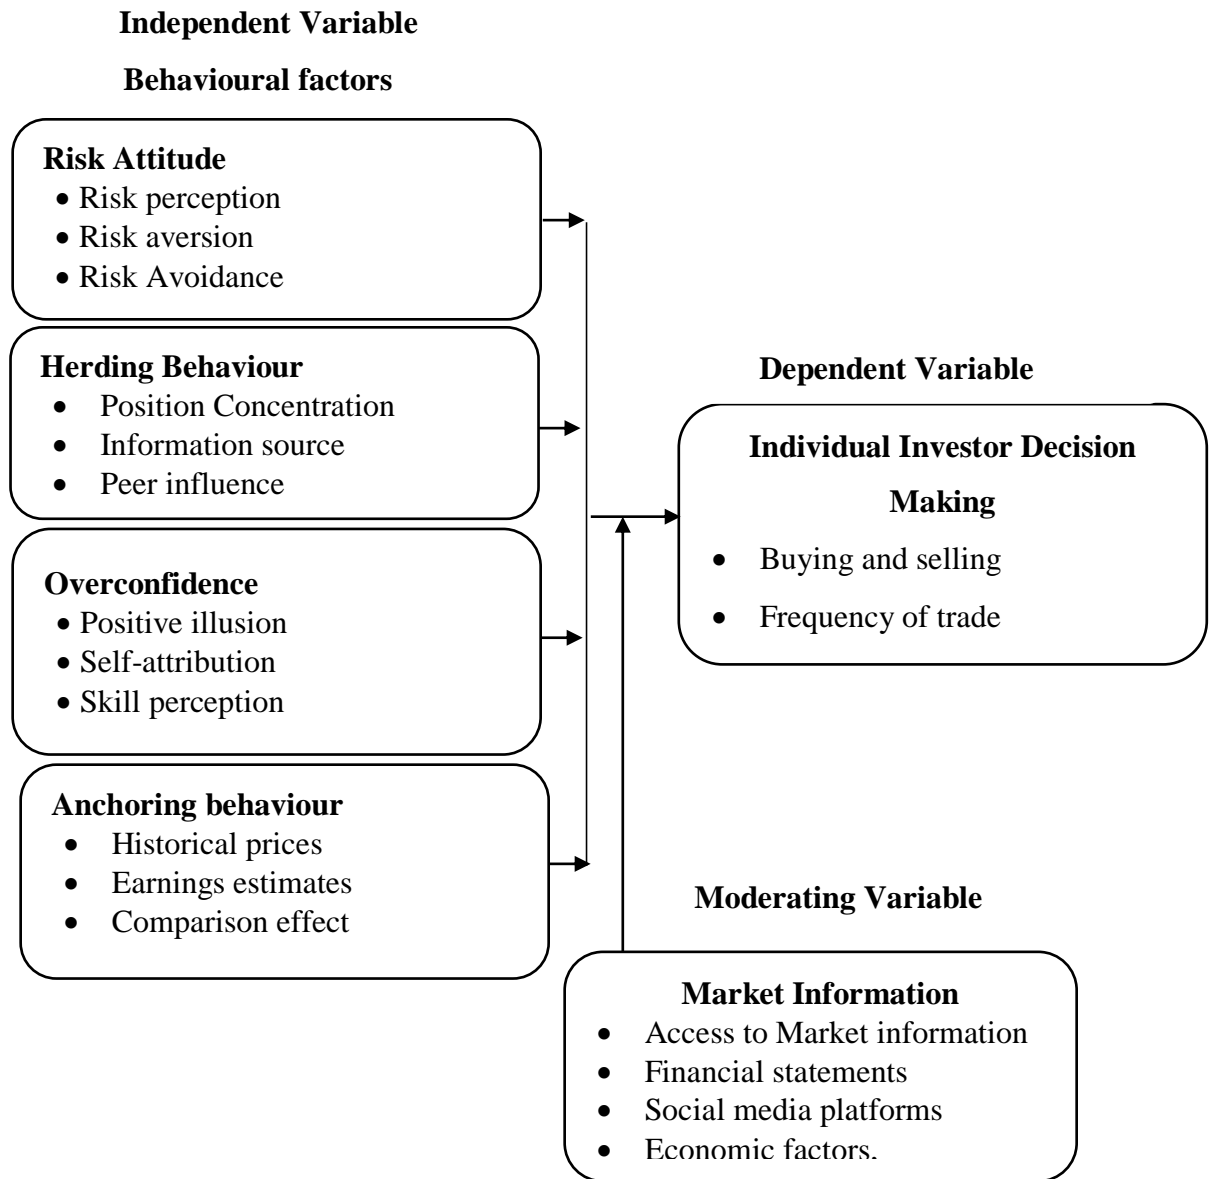 Independent Variable
Behavioural factors
Risk Attitude
• Risk perception
• Risk aversion
• Risk Avoidance
Herding Behaviour
• Position Concentration
• Information source
• Peer influence
Overconfidence
• Positive illusion
• Self-attribution
• Skill perception
Anchoring behaviour
• Historical prices
• Earnings estimates
• Comparison effect
Dependent Variable
Individual Investor Decision
Making
• Buying and selling
• Frequency of trade
Moderating Variable
Market Information
• Access to Market information
• Financial statements
• Social media platforms
• Economic factors.